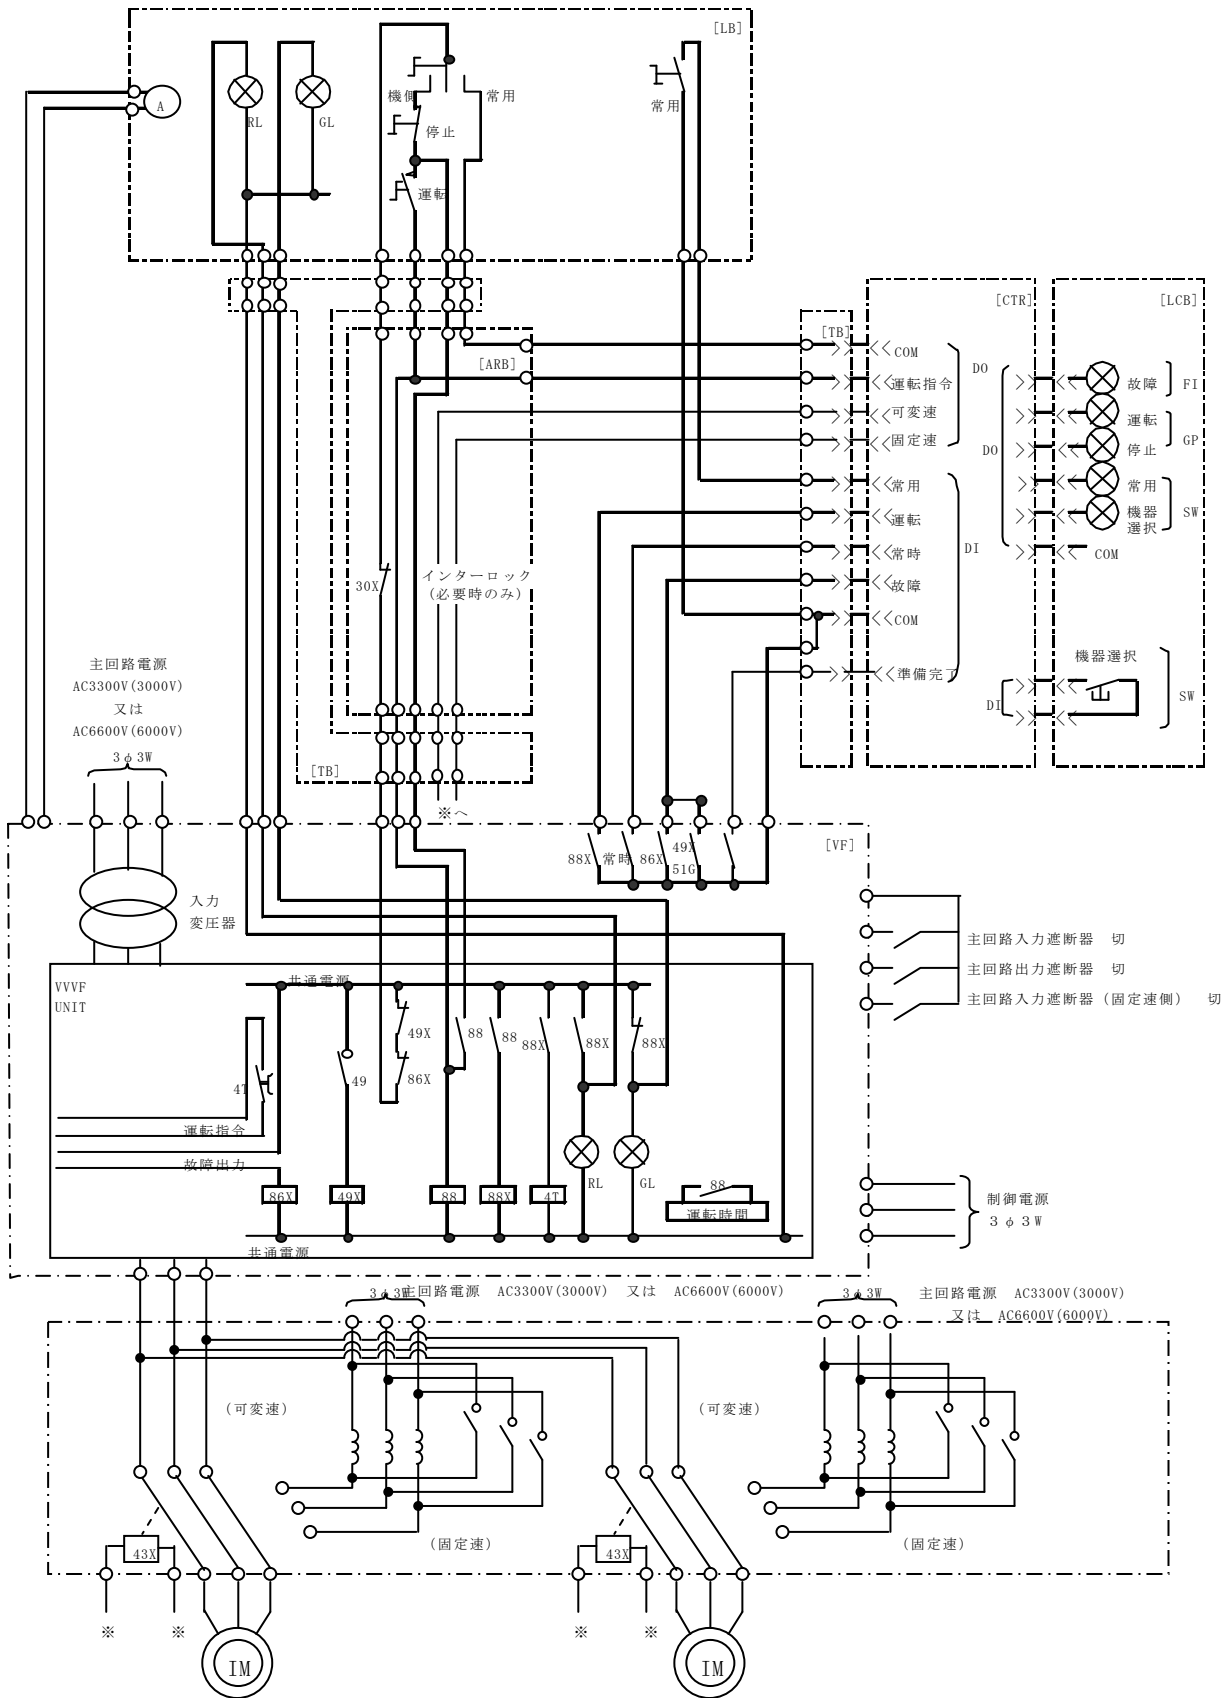 [LB]
A
RL
GL
機側
常用
停止
運転
常用
[CTR]
[LCB]
[TB]
[ARB]
COM
運転指令
可変速
固定速
常用
運転
常時
故障
COM
準備完了
DO
DI
DO
故障
FI
運転
停止
GP
常用
機器
選択
SW
COM
機器選択
DI
SW
30X
インターロック
(必要時のみ)
主回路電源
AC3300V(3000V)
又は
AC6600V(6000V)
3φ3W
[TB]
※へ
[VF]
88X
常時
86X
49X
51G
入力
変圧器
主回路入力遮断器 切
主回路出力遮断器 切
主回路入力遮断器(固定速側) 切
VVVF
UNIT
共通電源
4T
49
49X
86X
88
88
88X
88X
88X
運転指令
故障出力
RL
GL
86X
49X
88
88X
4T
88
運転時間
共通電源
制御電源
3φ3W
3φ3W
主回路電源 AC3300V(3000V) 又は AC6600V(6000V)
3φ3W
主回路電源 AC3300V(3000V)
又は AC6600V(6000V)
(可変速)
(可変速)
(固定速)
(固定速)
43X
43X
※
※
※
※
IM
IM